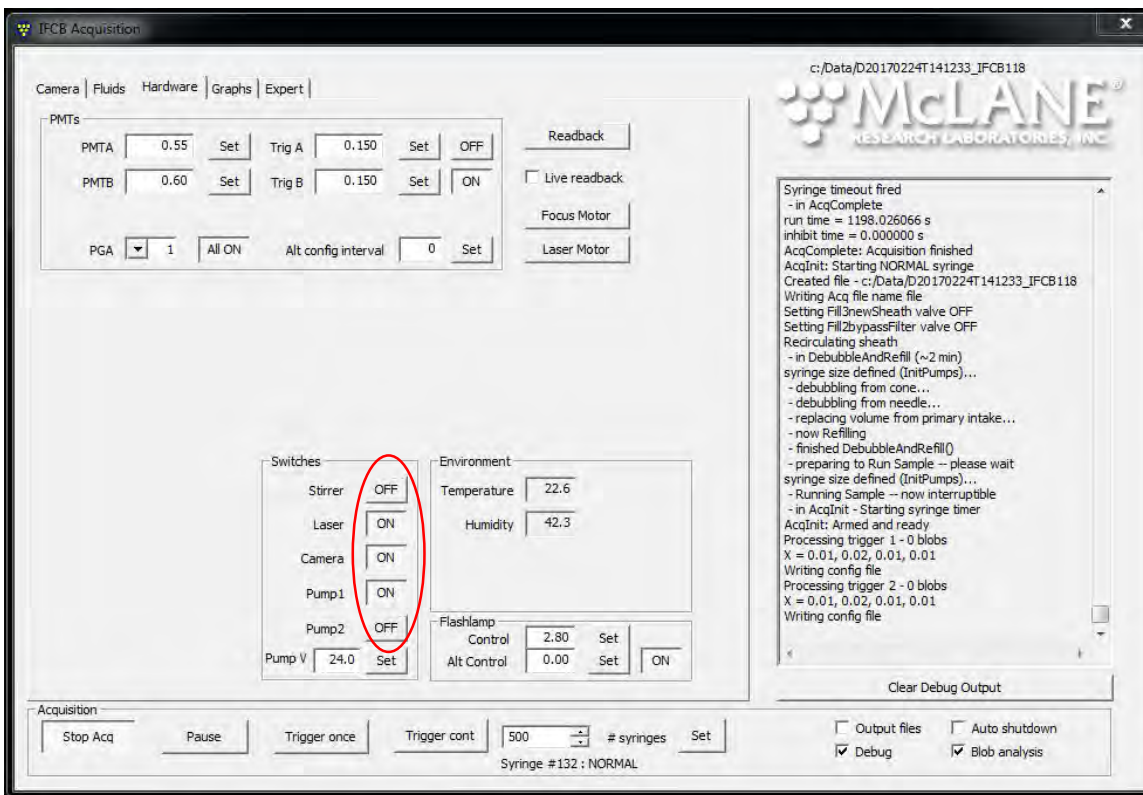 IFCB Acquisition
X
Camera Fluids Hardware Graphs Expert
PMTs
PMTA 0.55 Set Trig A 0.150 Set OFF
PMTB 0.60 Set Trig B 0.150 Set ON
PGA 1 All ON Alt config interval 0 Set
Readback
Live readback
Focus Motor
Laser Motor
Switches
Stirrer OFF
Laser ON
Camera ON
Pump1 ON
Pump2 OFF
Pump V 24.0 Set
Environment
Temperature 22.6
Humidity 42.3
Flashlamp
Control 2.80 Set
Alt Control 0.00 Set ON
c:/Data/D20170224T141233_IFCB118
McLANE®
RESEARCH LABORATORIES, INC
Syringe timeout fired
- in AcqComplete
run time = 1198.026066 s
inhibit time = 0.000000 s
AcqComplete: Acquisition finished
AcqInit: Starting NORMAL syringe
Created file - c:/Data/D20170224T141233_IFCB118
Writing Acq file name file
Setting Fill3newSheath valve OFF
Setting Fill2bypassFilter valve OFF
Recirculating sheath
- in DebubbleAndRefill (~2 min)
syringe size defined (InitPumps)...
- debubbling from cone...
- debubbling from needle...
- replacing volume from primary intake...
- now Refilling
- finished DebubbleAndRefill()
- preparing to Run Sample -- please wait
syringe size defined (InitPumps)...
- Running Sample -- now interruptible
- in AcqInit - Starting syringe timer
AcqInit: Armed and ready
Processing trigger 1 - 0 blobs
X = 0.01, 0.02, 0.01, 0.01
Writing config file
Processing trigger 2 - 0 blobs
X = 0.01, 0.02, 0.01, 0.01
Writing config file
Clear Debug Output
Acquisition
Stop Acq Pause Trigger once Trigger cont 500 # syringes Set
Syringe #132 : NORMAL
Output files Auto shutdown
Debug Blob analysis